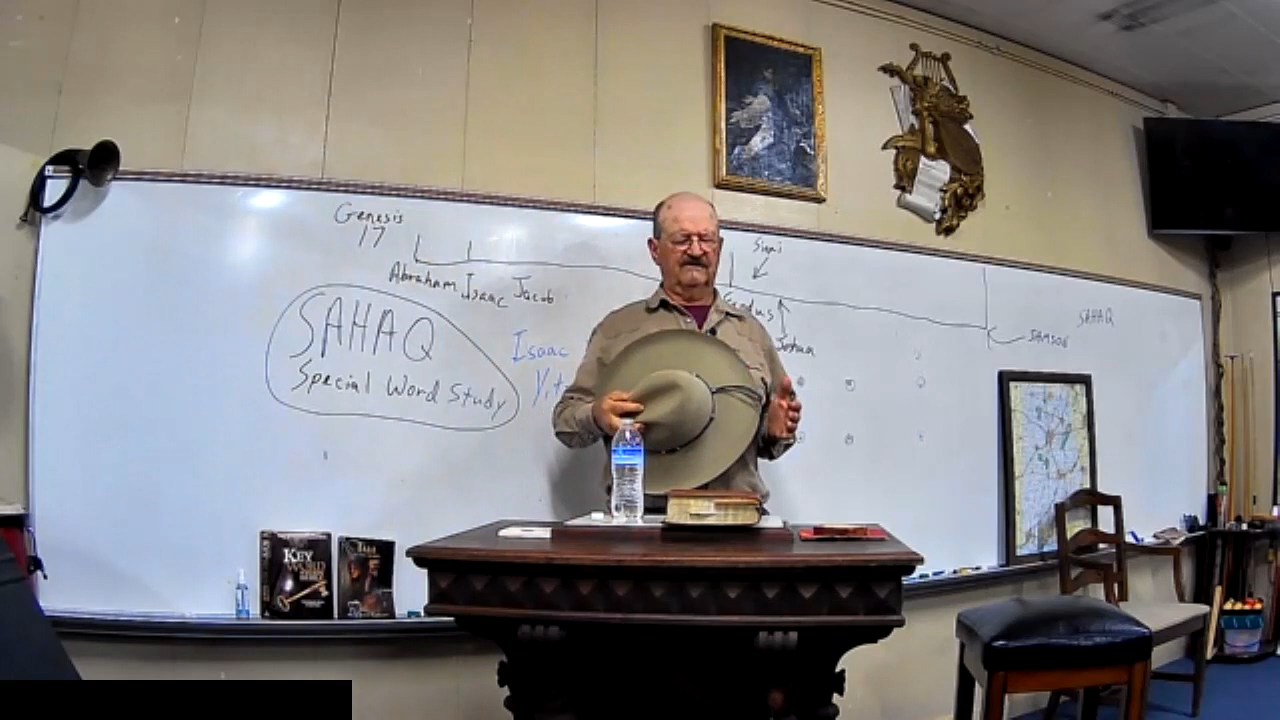 Genesis
17
Abraham Isaac Jacob
SAHAQ
Special Word Study
Isaac
Sinai
Exodus
Joshua
SAMSON
SAHAQ
KEY
WORD